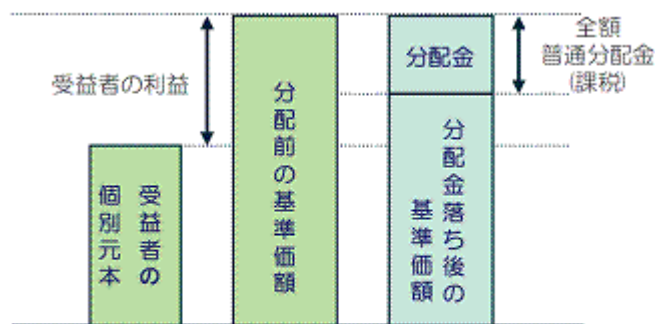 受益者の利益
受益者の
個別元本
分配前の基準価額
分配金
分配金落ち後の
基準価額
全額
普通分配金
(課税)